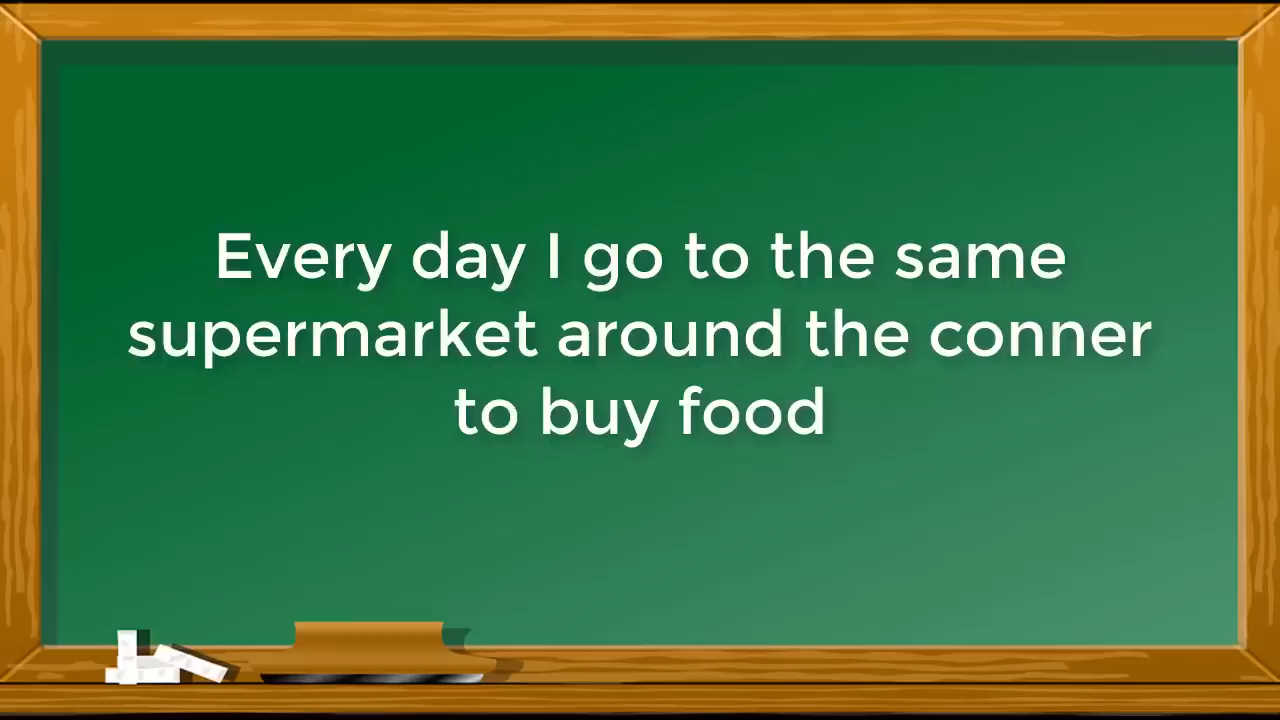 Every day I go to the same
supermarket around the conner
to buy food